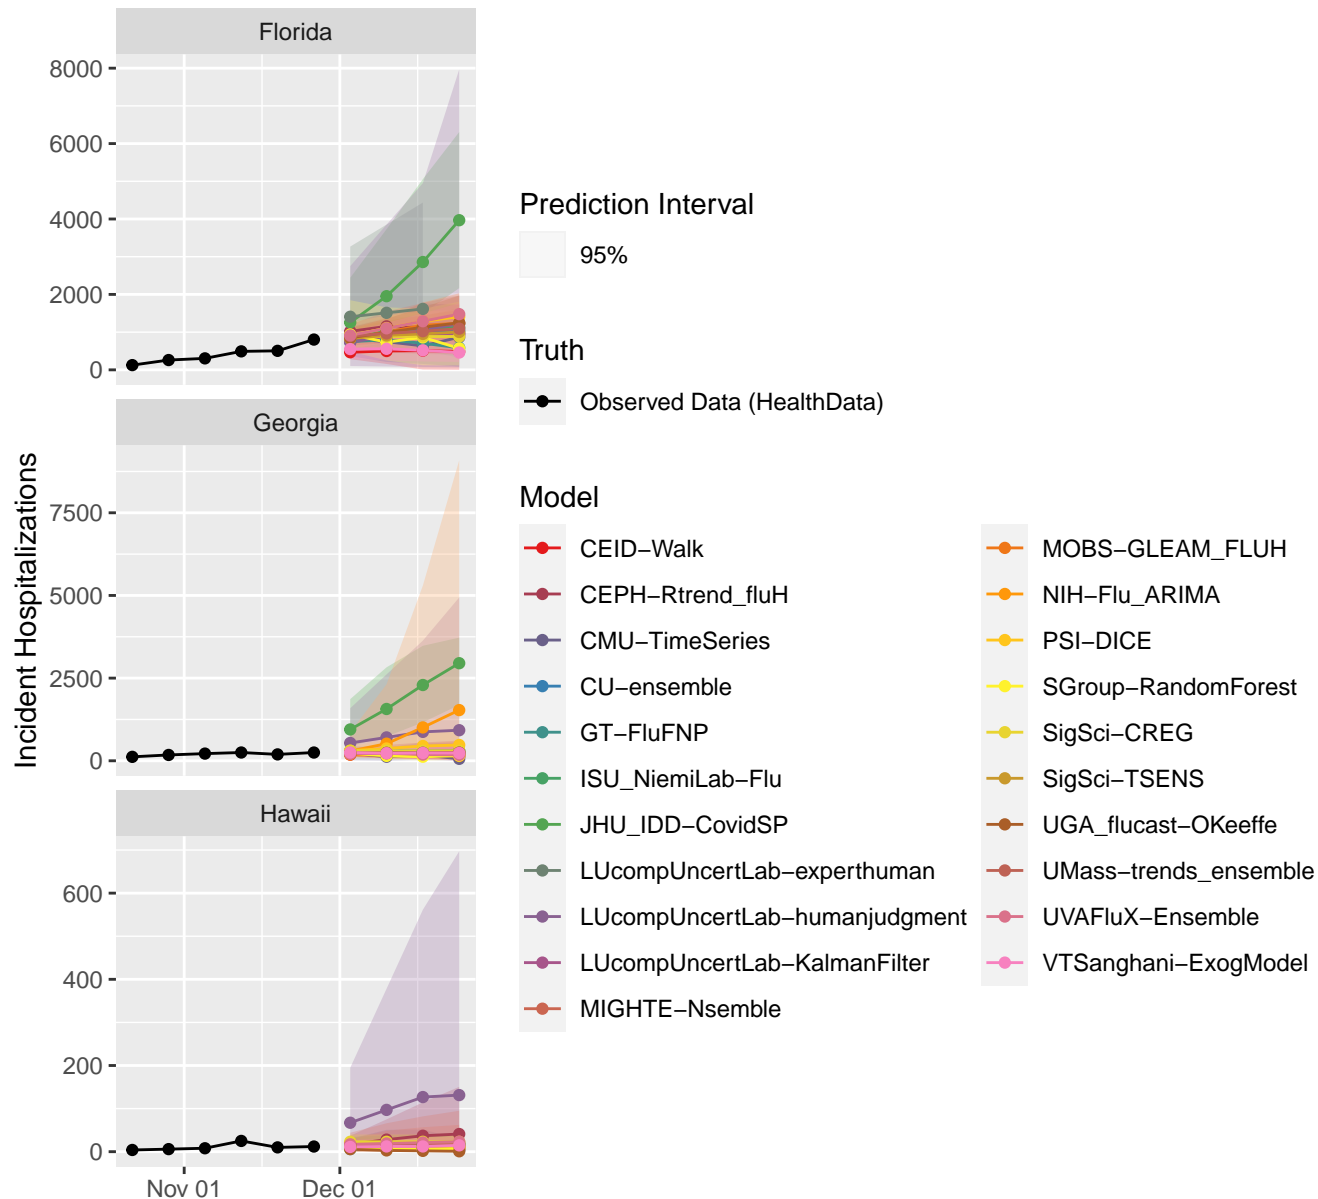 Florida
8000
6000
4000
2000
0
Georgia
7500
5000
2500
0
Hawaii
600
400
200
0
Nov 01
Dec 01
Incident Hospitalizations
Prediction Interval
95%
Truth
Observed Data (HealthData)
Model
CEID−Walk
CEPH−Rtrend_fluH
CMU−TimeSeries
CU−ensemble
GT−FluFNP
ISU_NiemiLab−Flu
JHU_IDD−CovidSP
LUcompUncertLab−experthuman
LUcompUncertLab−humanjudgment
LUcompUncertLab−KalmanFilter
MIGHTE−Nsemble
MOBS−GLEAM_FLUH
NIH−Flu_ARIMA
PSI−DICE
SGroup−RandomForest
SigSci−CREG
SigSci−TSENS
UGA_flucast−OKeeffe
UMass−trends_ensemble
UVAFluX−Ensemble
VTSanghani−ExogModel